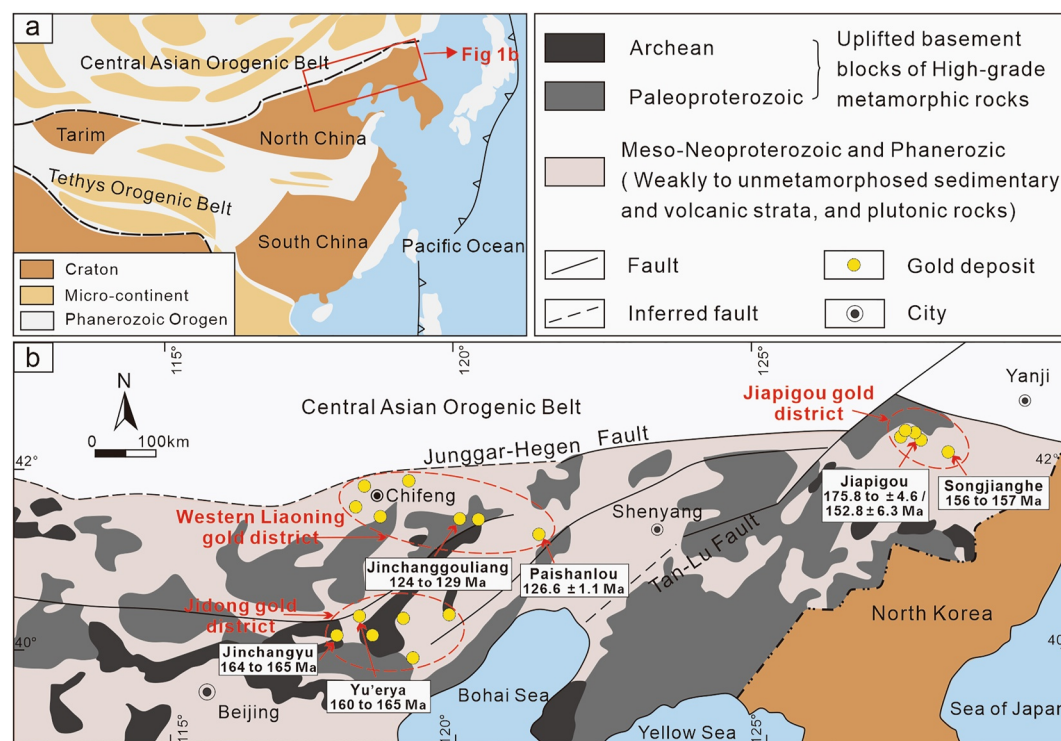 a
Central Asian Orogenic Belt
Fig 1b
Tarim
North China
Tethys Orogenic Belt
South China
Pacific Ocean
Craton
Micro-continent
Phanerozoic Orogen
Archean
Paleoproterozoic
Uplifted basement
blocks of High-grade
metamorphic rocks
Meso-Neoproterozoic and Phanerozic
( Weakly to unmetamorphosed sedimentary
and volcanic strata, and plutonic rocks)
Fault
Gold deposit
Inferred fault
City
b
115°
120°
125°
N
0 100km
Central Asian Orogenic Belt
Junggar-Hegen Fault
Jiapigou gold
district
Yanji
42°
42°
Chifeng
Western Liaoning
gold district
Shenyang
Jiapigou
175.8 to ±4.6 /
152.8±6.3 Ma
Songjianghe
156 to 157 Ma
Jinchanggouliang
124 to 129 Ma
Paishanlou
126.6 ±1.1 Ma
Tan-Lu Fault
Jidong gold
district
North Korea
40°
40
Jinchangyu
164 to 165 Ma
Yu'erya
160 to 165 Ma
Beijing
Bohai Sea
Yellow Sea
Sea of Japa
115°
120°
125°